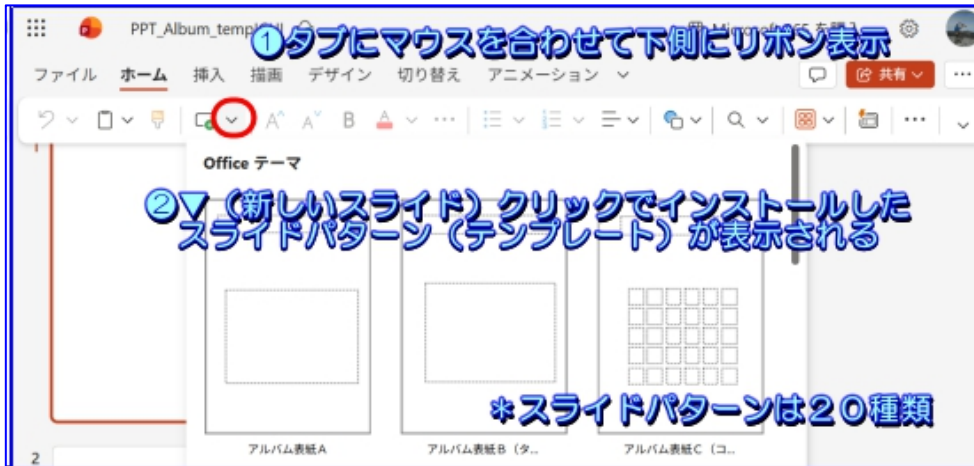 PPT_Album_temp
①タブにマウスを合わせて下側にリボン表示
ファイル ホーム 挿入 描画 デザイン 切り替え アニメーション 共有
B A
1
Office テーマ
②▼（新しいスライド）クリックでインストールした
スライドパターン（テンプレート）が表示される
＊スライドパターンは２０種類
アルバム表紙A アルバム表紙B（タ... アルバム表紙C（コ...
2